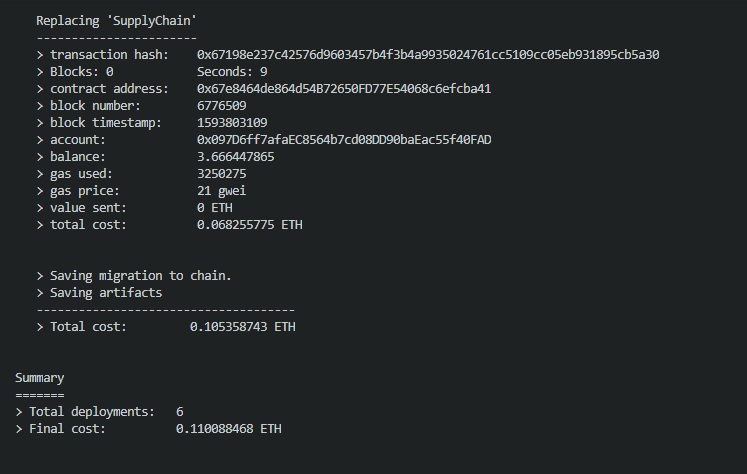 Replacing 'SupplyChain'
-----------------------
> transaction hash:    0x67198e237c42576d9603457b4f3b4a9935024761cc5109cc05eb931895cb5a30
> Blocks: 0            Seconds: 9
> contract address:    0x67e8464de864d54B72650FD77E54068c6efcba41
> block number:        6776509
> block timestamp:     1593803109
> account:             0x097D6ff7afaEC8564b7cd08DD90baEac55f40FAD
> balance:             3.666447865
> gas used:            3250275
> gas price:           21 gwei
> value sent:          0 ETH
> total cost:          0.068255775 ETH
> Saving migration to chain.
> Saving artifacts
-------------------------------------
> Total cost:         0.105358743 ETH
Summary
=======
> Total deployments:   6
> Final cost:          0.110088468 ETH